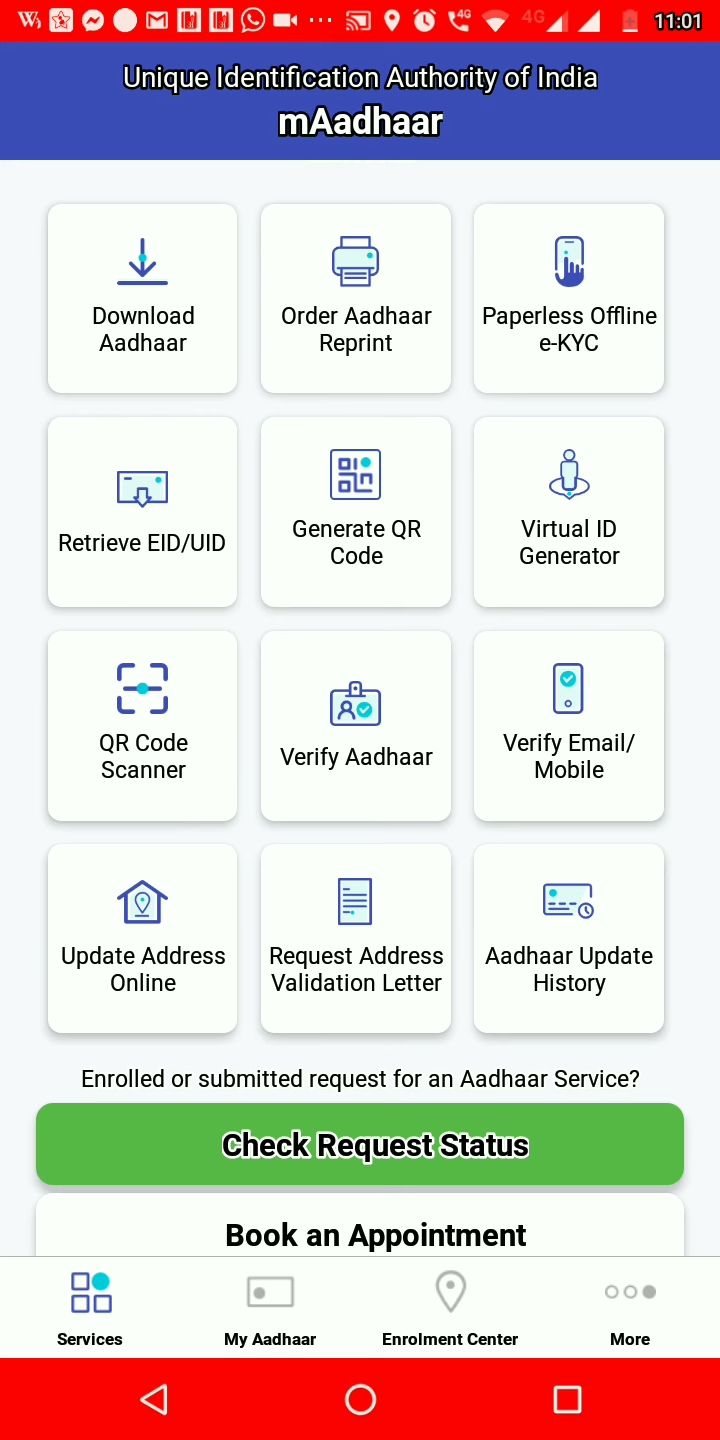 4G
4G
11:01
Unique Identification Authority of India
mAadhaar
Download
Aadhaar
Order Aadhaar
Reprint
Paperless Offline
e-KYC
Retrieve EID/UID
Generate QR
Code
Virtual ID
Generator
QR Code
Scanner
Verify Aadhaar
Verify Email/
Mobile
Update Address
Online
Request Address
Validation Letter
Aadhaar Update
History
Enrolled or submitted request for an Aadhaar Service?
Check Request Status
Book an Appointment
Services
My Aadhaar
Enrolment Center
More